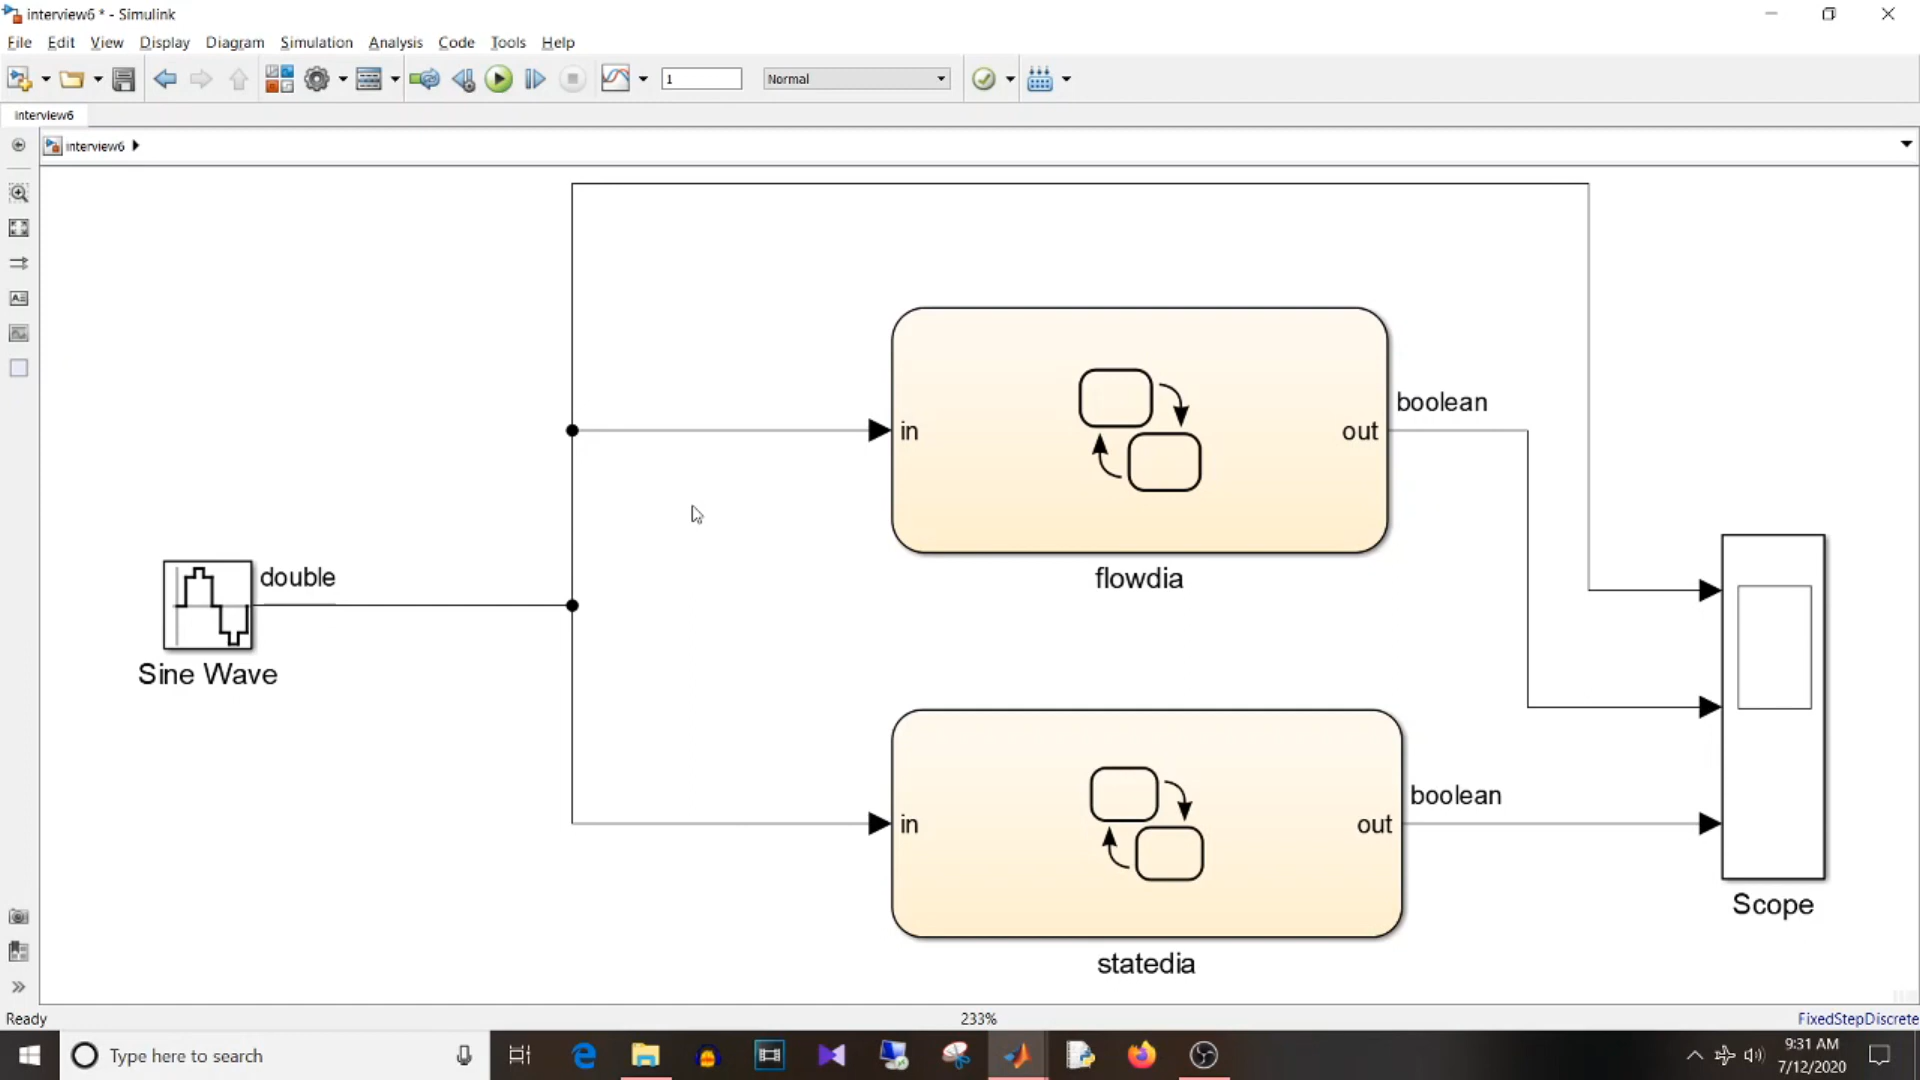 interview6 * - Simulink
File Edit View Display Diagram Simulation Analysis Code Tools Help
1 Normal
interview6
interview6
in
out
boolean
flowdia
double
Sine Wave
in
out
boolean
statedia
Scope
Ready
233%
FixedStepDiscrete
Type here to search
9:31 AM
7/12/2020